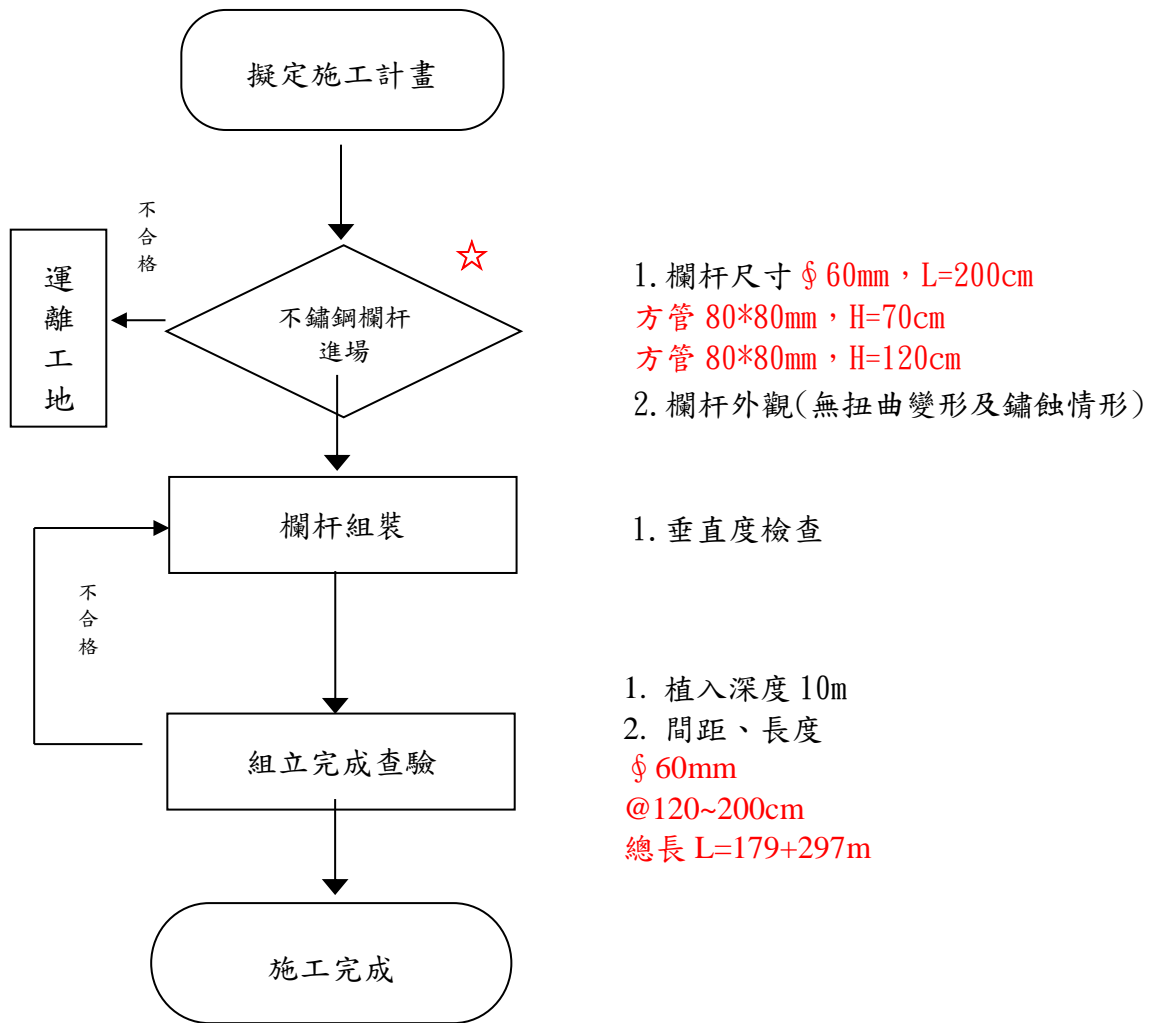 擬定施工計畫
不合格
運離工地
不鏽鋼欄杆
進場
☆
1.欄杆尺寸∮60mm，L=200cm
方管 80*80mm，H=70cm
方管 80*80mm，H=120cm
2.欄杆外觀(無扭曲變形及鏽蝕情形)
欄杆組裝
1.垂直度檢查
不合格
組立完成查驗
1. 植入深度 10m
2. 間距、長度
∮60mm
@120~200cm
總長 L=179+297m
施工完成